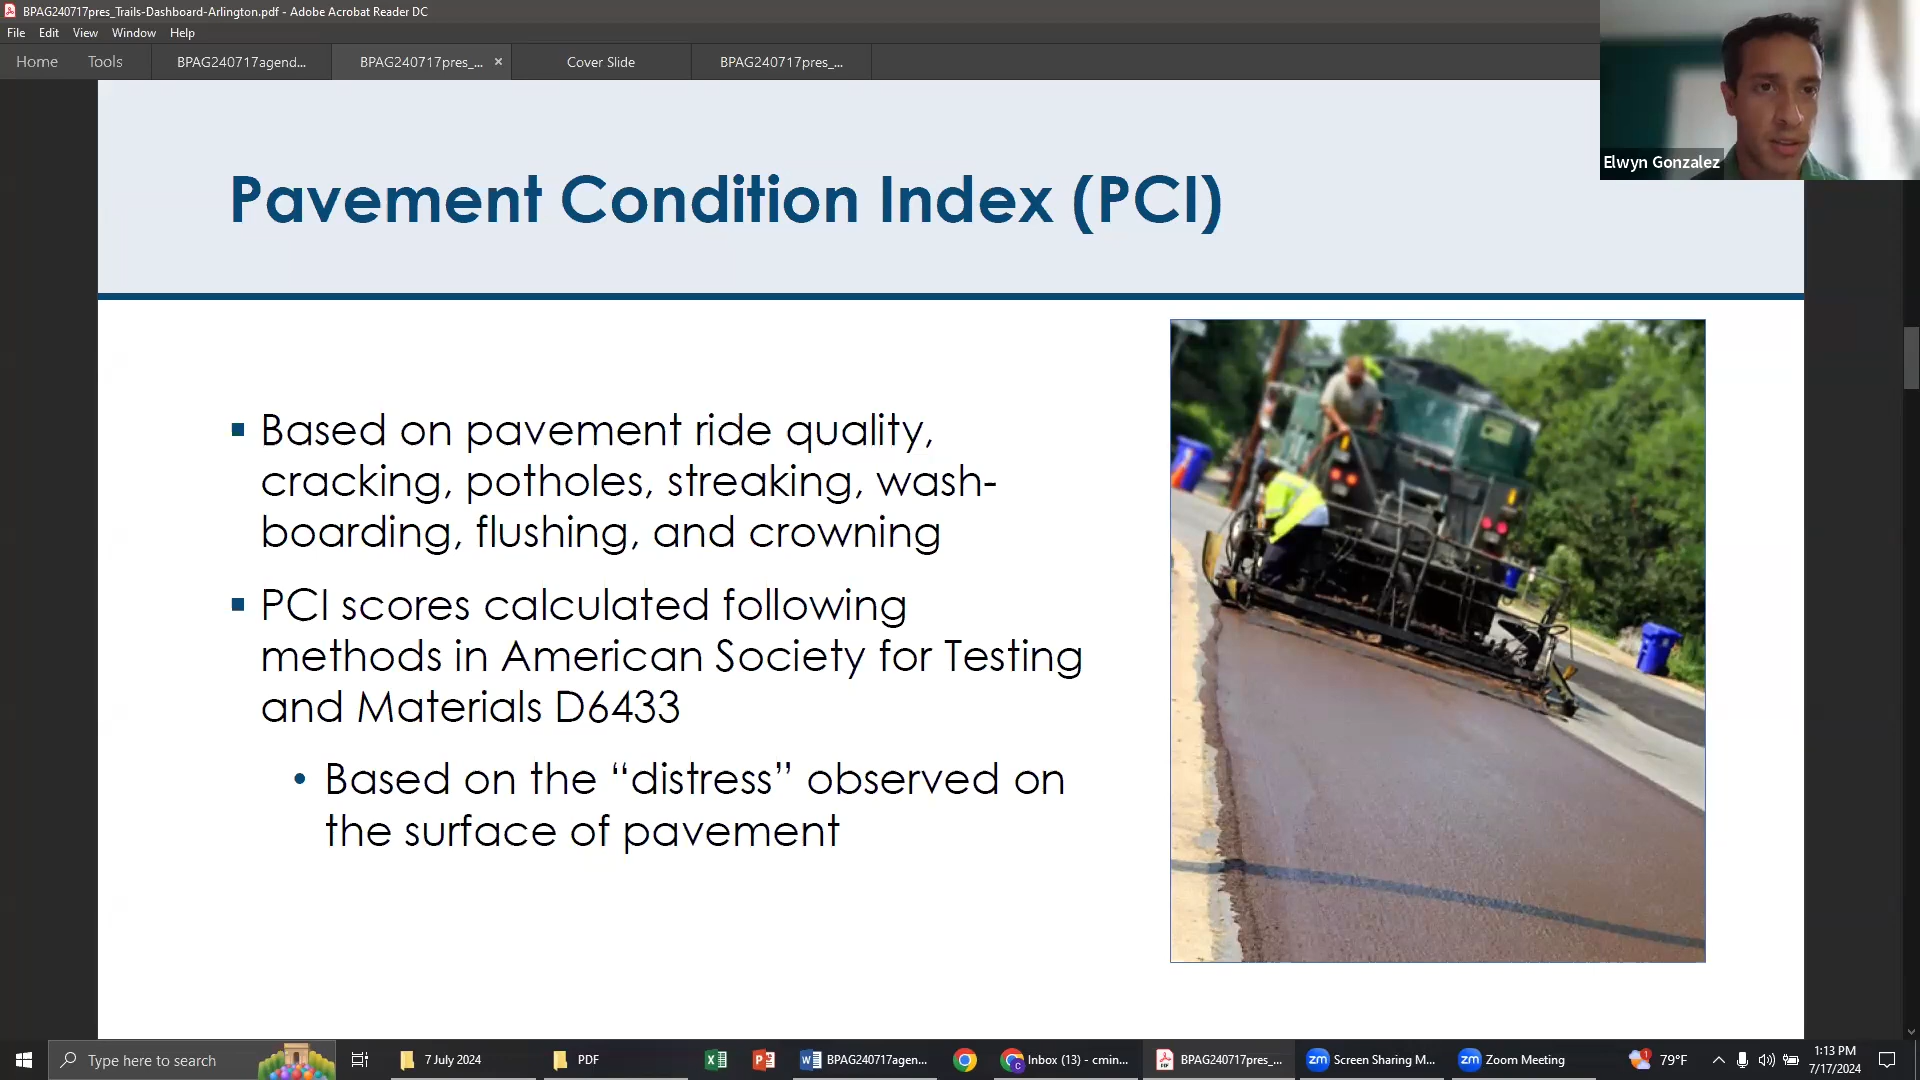 BPAG240717pres_Trails-Dashboard-Arlington.pdf - Adobe Acrobat Reader DC
File Edit View Window Help
Home Tools BPAG240717agend... BPAG240717pres_... × Cover Slide BPAG240717pres_...
Elwyn Gonzalez
Pavement Condition Index (PCI)
▪ Based on pavement ride quality,
cracking, potholes, streaking, wash-
boarding, flushing, and crowning
▪ PCI scores calculated following
methods in American Society for Testing
and Materials D6433
• Based on the “distress” observed on
the surface of pavement
Type here to search 7 July 2024 PDF BPAG240717agen... Inbox (13) - cmin... BPAG240717pres_... zm Screen Sharing M... zm Zoom Meeting 1 79°F 1:13 PM
7/17/2024